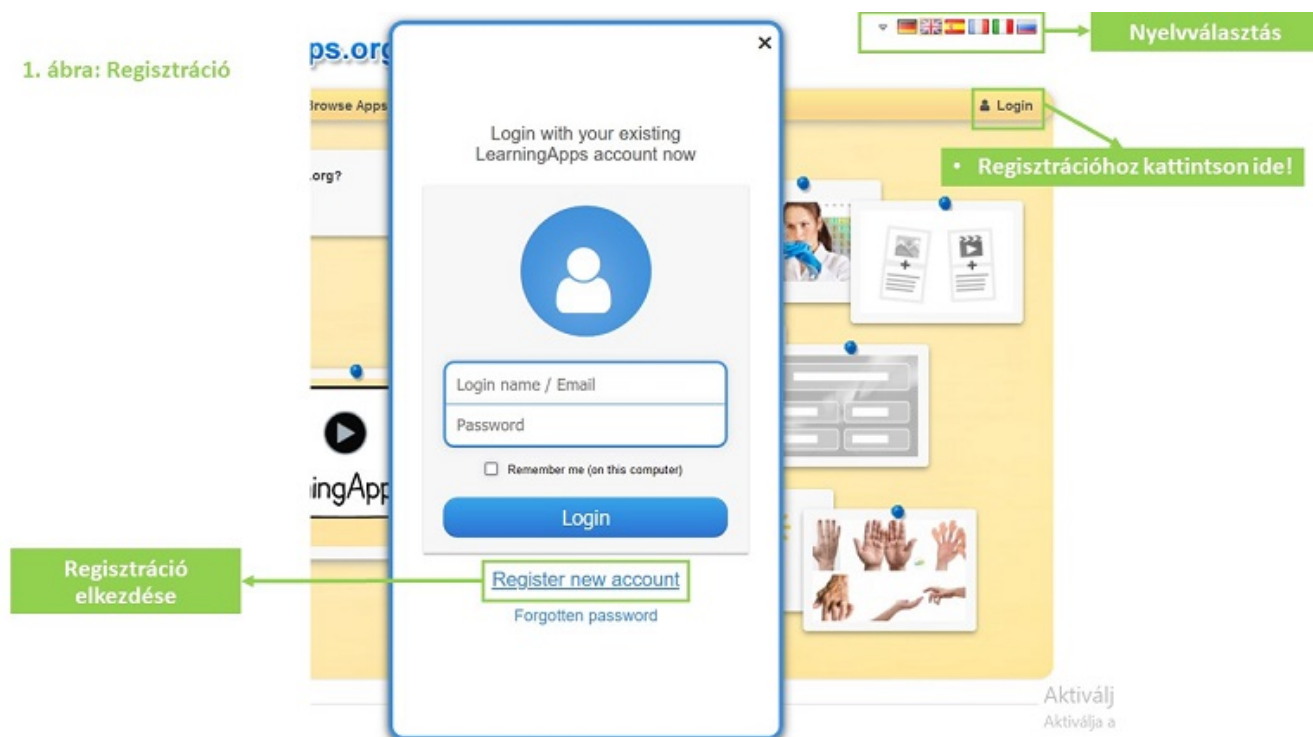 Nyelvválasztás
ps.org
1. ábra: Regisztráció
Browse Apps
Login
Login with your existing
LearningApps account now
.org?
• Regisztrációhoz kattintson ide!
Login name / Email
Password
Remember me (on this computer)
ingApp
Login
Regisztráció
elkezdése
Register new account
Forgotten password
Aktiválj
Aktiválja a